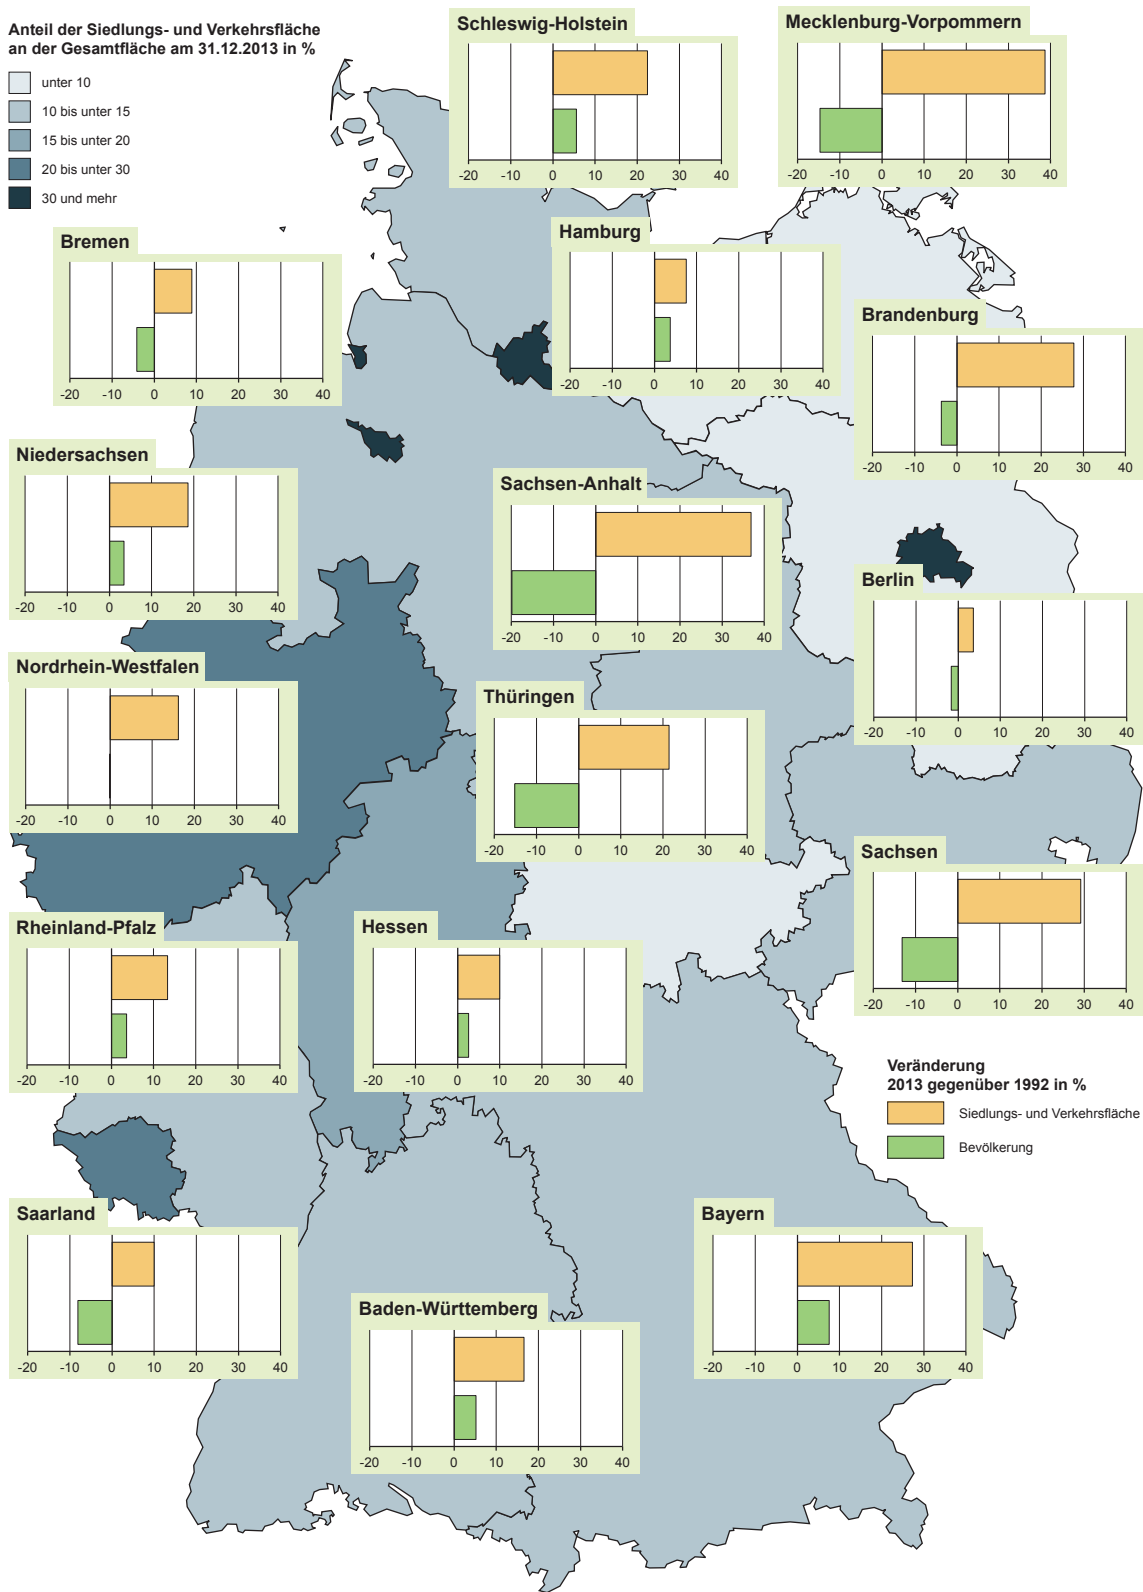 Anteil der Siedlungs- und Verkehrsfläche
an der Gesamtfläche am 31.12.2013 in %
unter 10
10 bis unter 15
15 bis unter 20
20 bis unter 30
30 und mehr
Schleswig-Holstein
-20 -10 0 10 20 30 40
Mecklenburg-Vorpommern
-20 -10 0 10 20 30 40
Bremen
-20 -10 0 10 20 30 40
Hamburg
-20 -10 0 10 20 30 40
Brandenburg
-20 -10 0 10 20 30 40
Niedersachsen
-20 -10 0 10 20 30 40
Sachsen-Anhalt
-20 -10 0 10 20 30 40
Berlin
-20 -10 0 10 20 30 40
Nordrhein-Westfalen
-20 -10 0 10 20 30 40
Thüringen
-20 -10 0 10 20 30 40
Sachsen
-20 -10 0 10 20 30 40
Rheinland-Pfalz
-20 -10 0 10 20 30 40
Hessen
-20 -10 0 10 20 30 40
Veränderung
2013 gegenüber 1992 in %
Siedlungs- und Verkehrsfläche
Bevölkerung
Saarland
-20 -10 0 10 20 30 40
Bayern
-20 -10 0 10 20 30 40
Baden-Württemberg
-20 -10 0 10 20 30 40